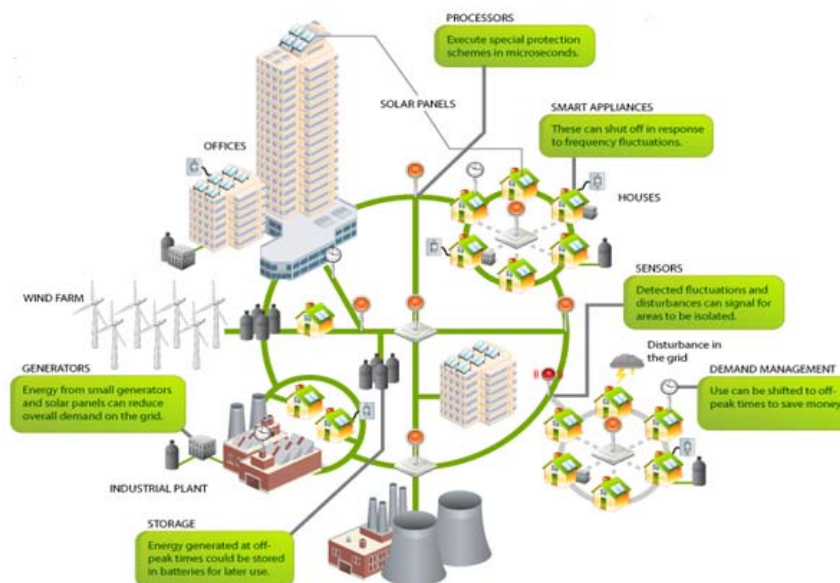 PROCESSORS
Execute special protection
schemes in microseconds.
SOLAR PANELS
SMART APPLIANCES
These can shut off in response
to frequency fluctuations.
OFFICES
HOUSES
SENSORS
Detected fluctuations and
disturbances can signal for
areas to be isolated.
WIND FARM
Disturbance in
the grid
GENERATORS
Energy from small generators
and solar panels can reduce
overall demand on the grid.
DEMAND MANAGEMENT
Use can be shifted to off-
peak times to save money
INDUSTRIAL PLANT
STORAGE
Energy generated at off-
peak times could be stored
in batteries for later use.